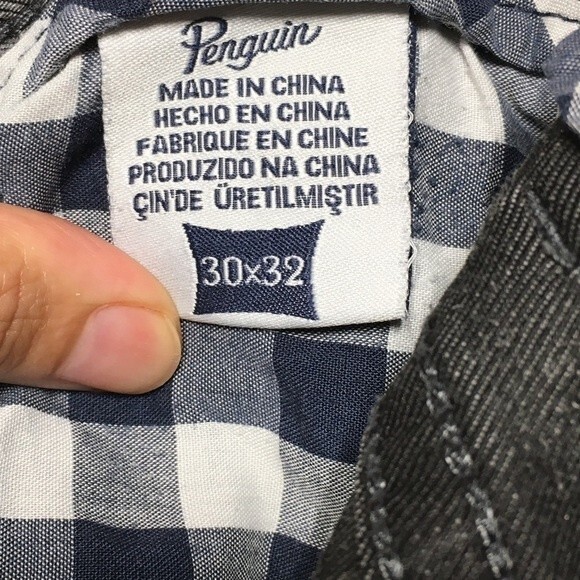 Penguin
MADE IN CHINA
HECHO EN CHINA
FABRIQUE EN CHINE
PRODUZIDO NA CHINA
ÇIN'DE ÜRETILMIŞTIR
30x32